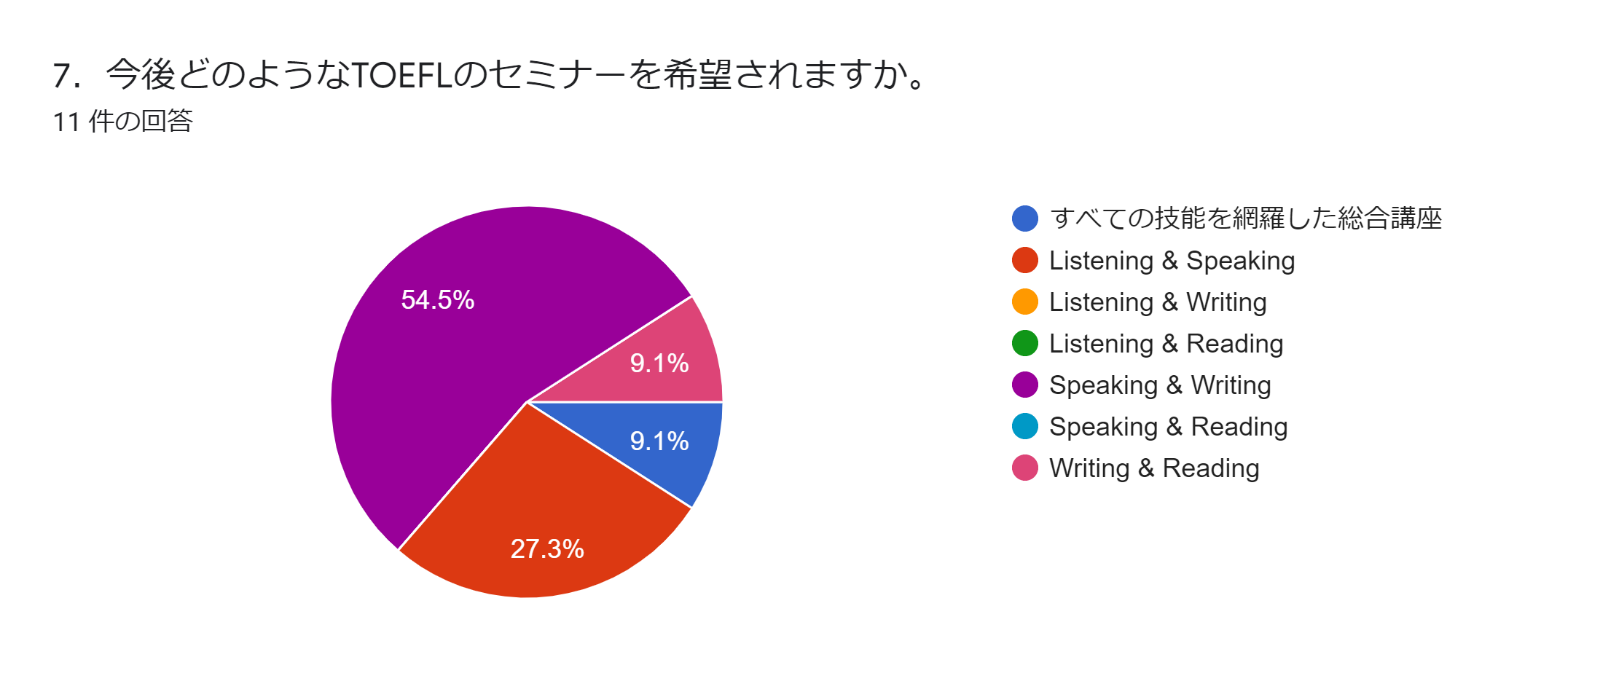 7．今後どのようなTOEFLのセミナーを希望されますか。
11 件の回答
54.5%
9.1%
9.1%
27.3%
すべての技能を網羅した総合講座
Listening & Speaking
Listening & Writing
Listening & Reading
Speaking & Writing
Speaking & Reading
Writing & Reading